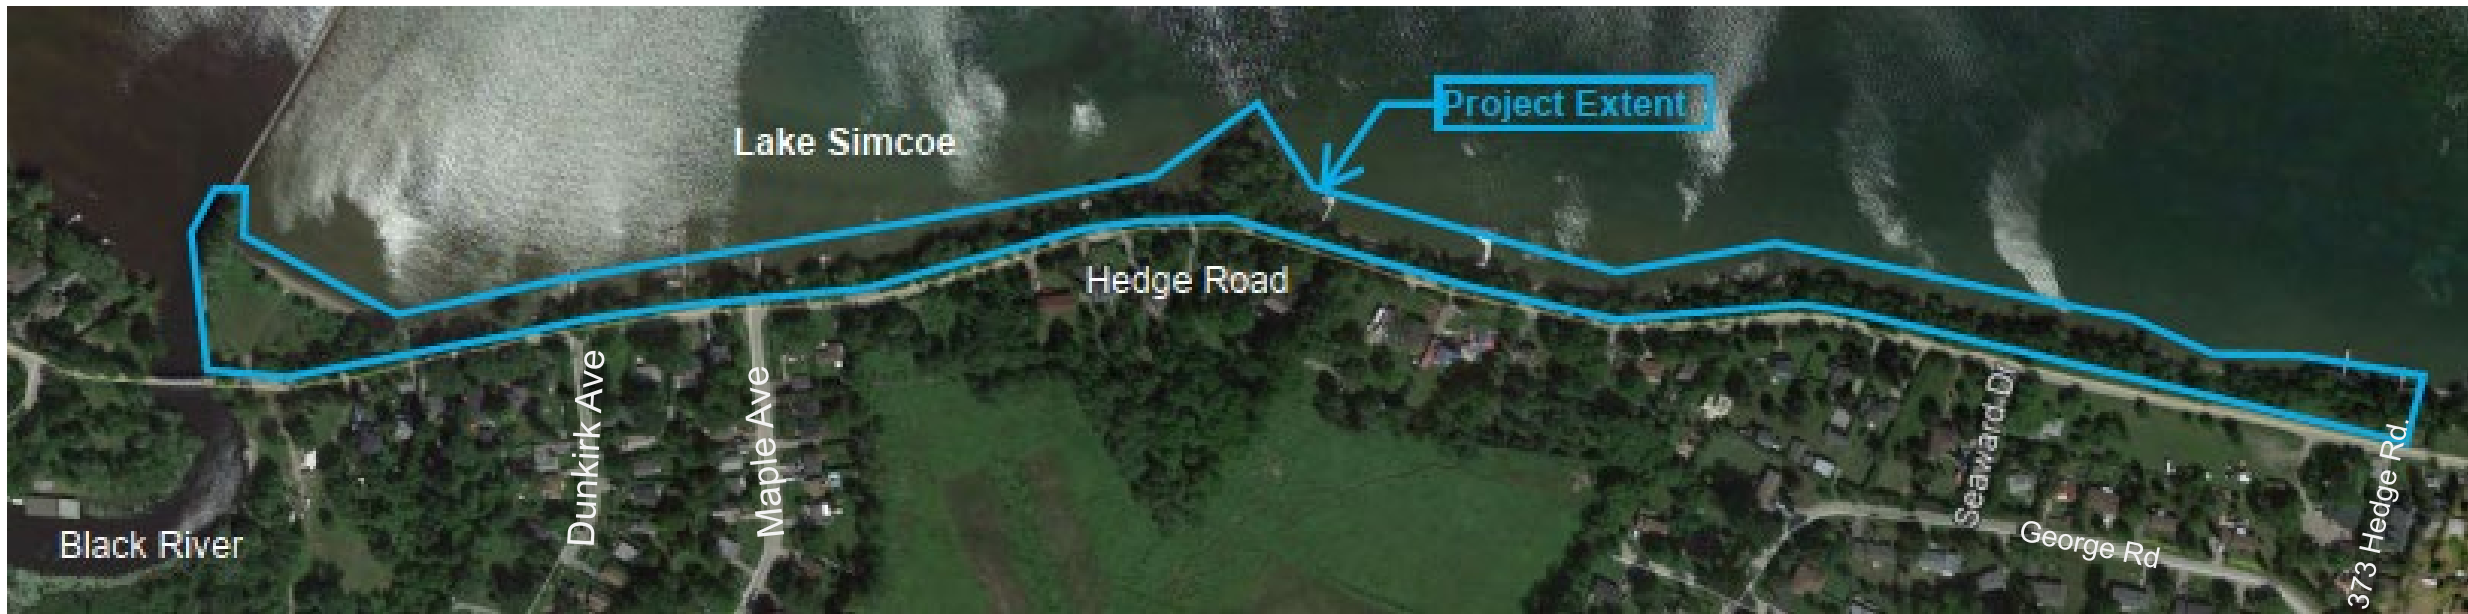 Project Extent
Lake Simcoe
Hedge Road
Dunkirk Ave
Maple Ave
Seaward Dr
George Rd
373 Hedge Rd.
Black River